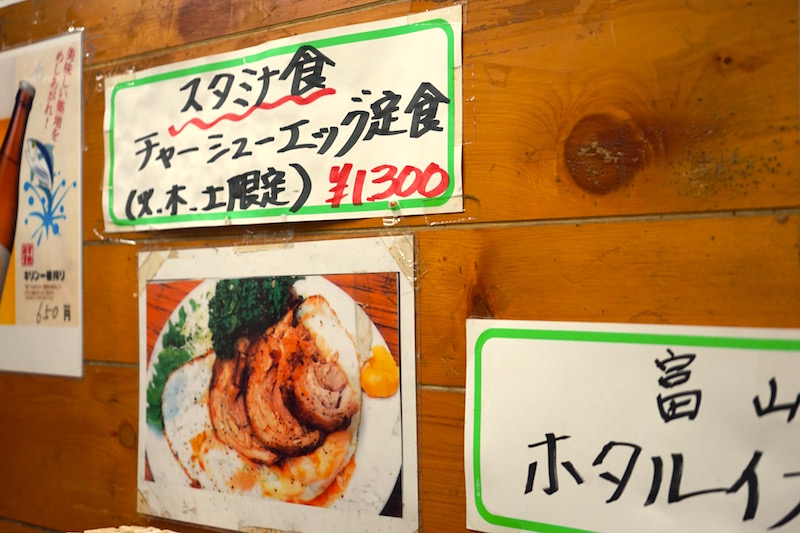 美味しい築地を
めしあがれ!
キリン一番搾り
650円
スタミナ食
チャーシューエッグ定食
(火.木.土限定) ¥1300
富山
ホタルイ